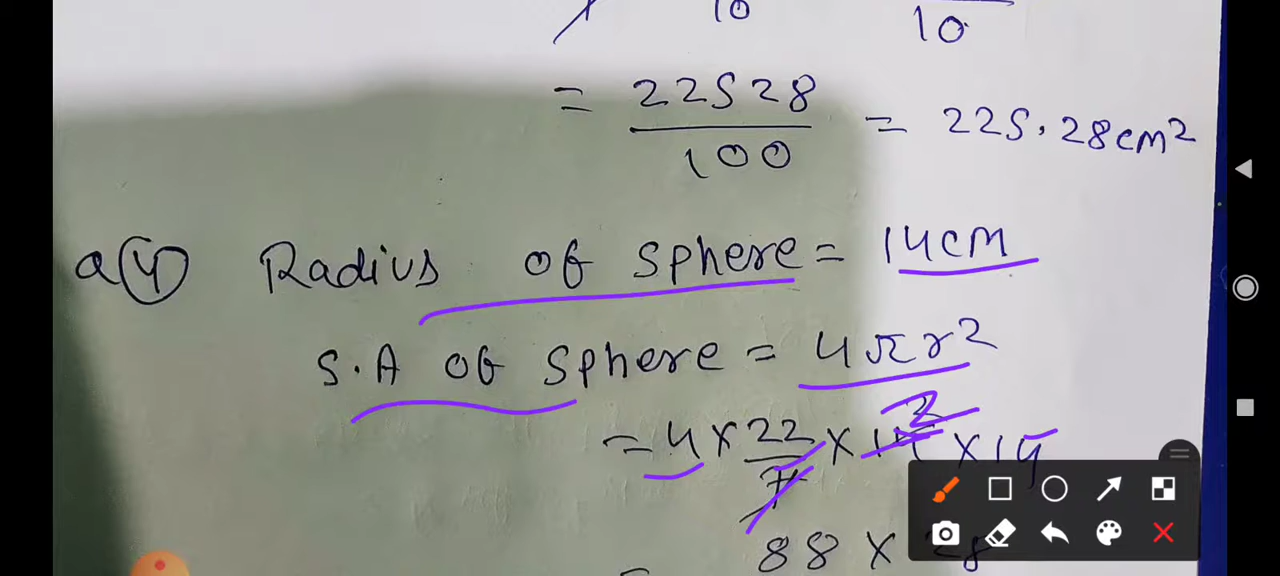 10 10
= 22528/100 = 225.28cm2
a(4) Radius of sphere = 14cm
S.A of sphere = 4πr2
= 4 × 22/7 × 14 2 × 14
= 88 ×